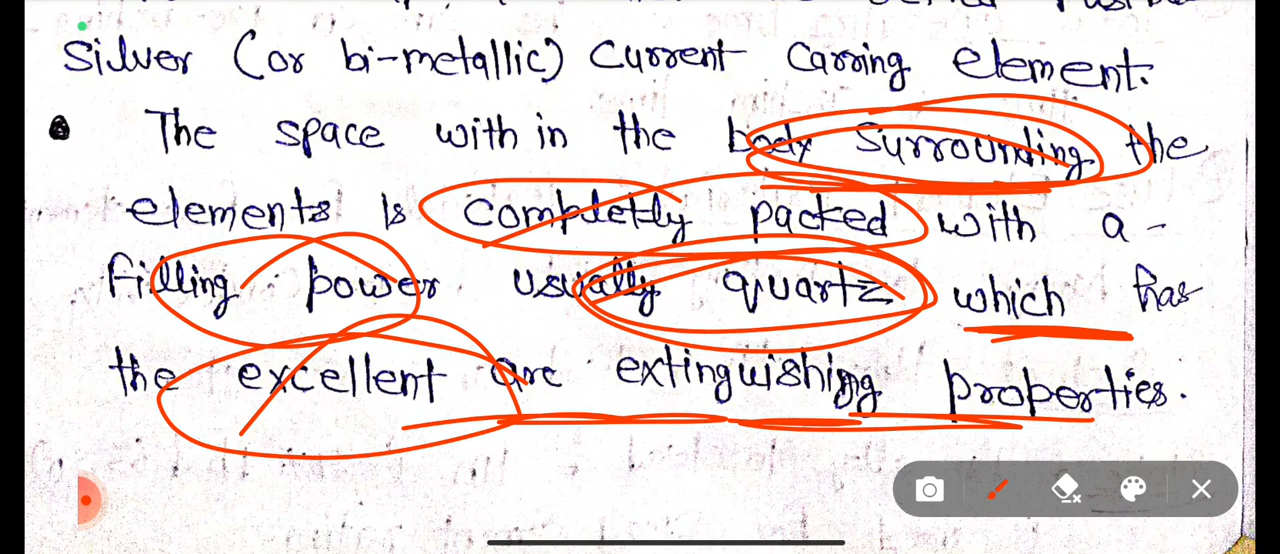 Silver (or bi-metallic) current carring element.
The space with in the body surrounding the
elements is completly packed with a-
filling power usually quartz which has
the excellent arc extinguishing properties.